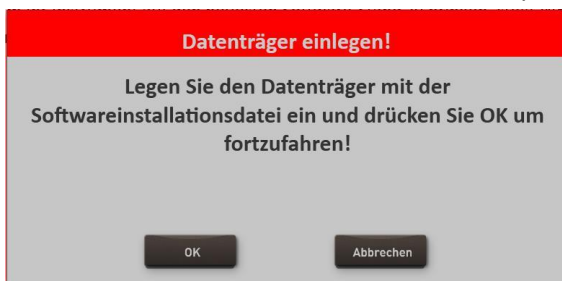 Datenträger einlegen!
Legen Sie den Datenträger mit der
Softwareinstallationsdatei ein und drücken Sie OK um
fortzufahren!
OK
Abbrechen